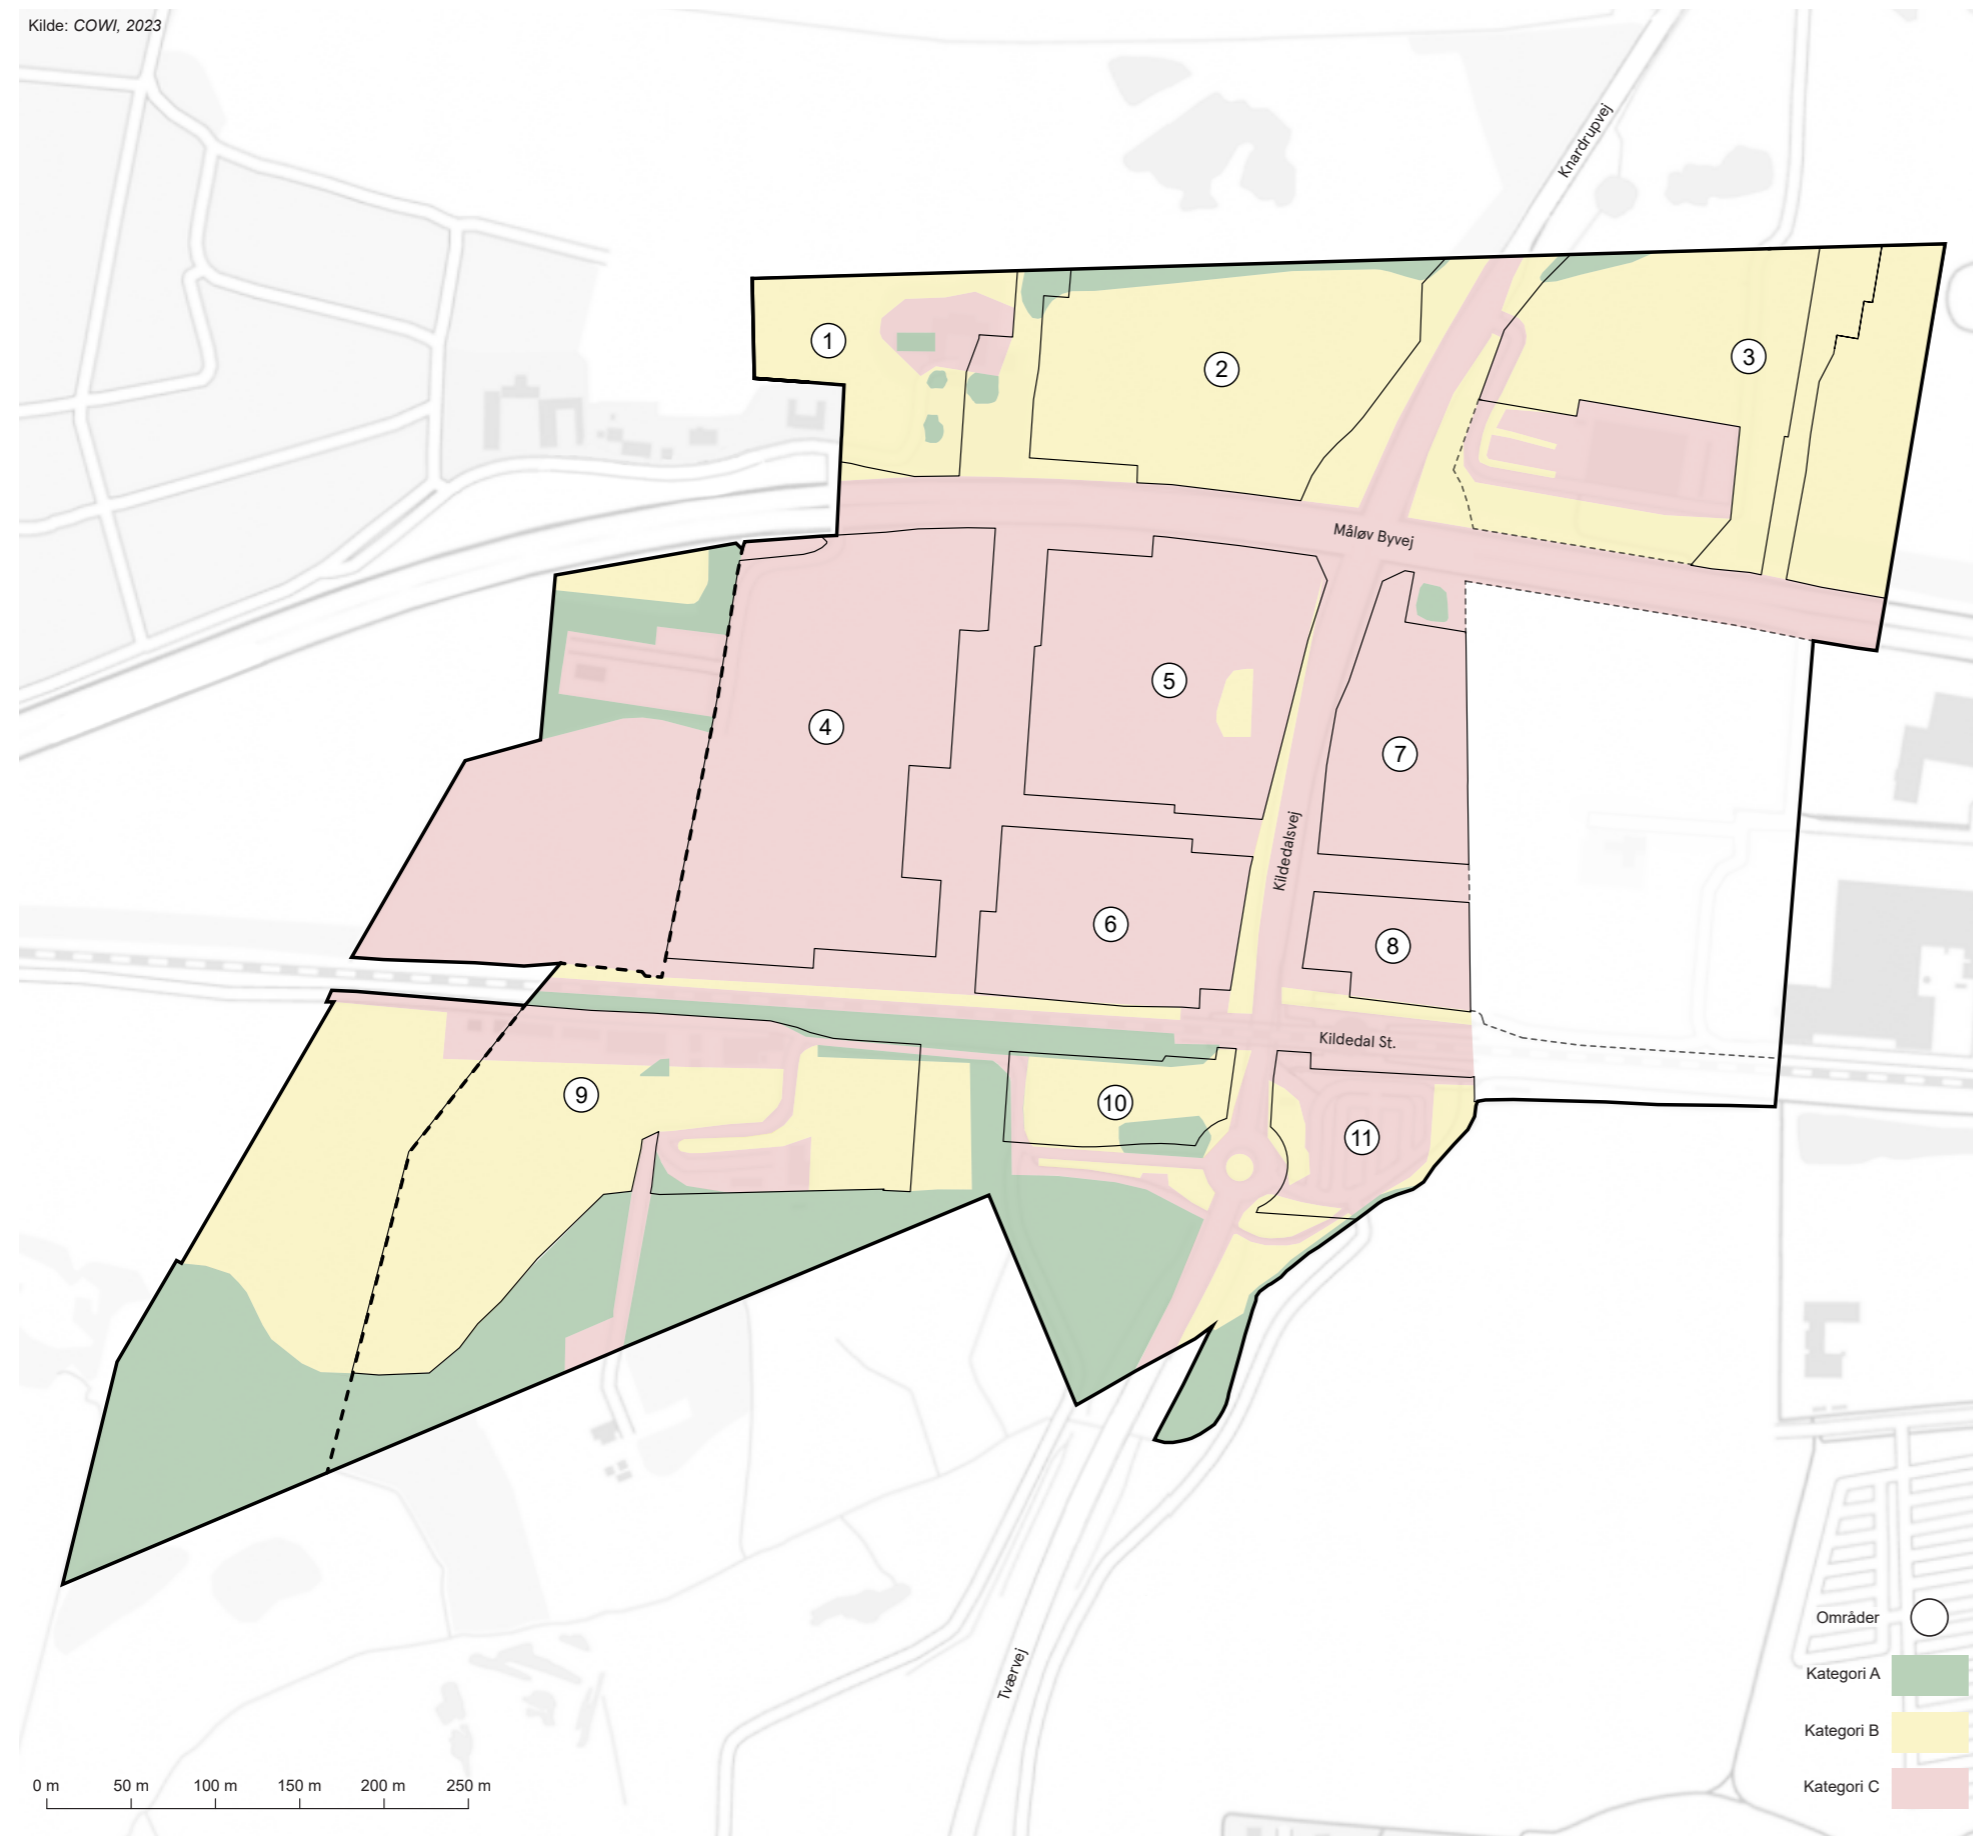 Kilde: COWI, 2023
Knardrupvej
1
2
3
Måløv Byvej
4
5
7
Kildedalsvej
6
8
Kildedal St.
9
10
11
Tværvej
Områder
Kategori A
Kategori B
Kategori C
0 m 50 m 100 m 150 m 200 m 250 m